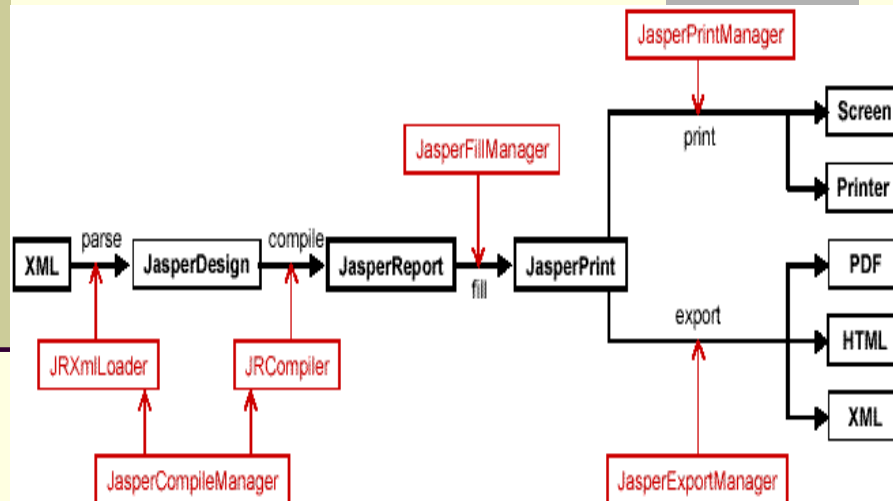 JasperPrintManager
Screen
print
JasperFillManager
Printer
parse
compile
XML
JasperDesign
JasperReport
JasperPrint
PDF
fill
export
HTML
JRXmlLoader
JRCompiler
XML
JasperCompileManager
JasperExportManager